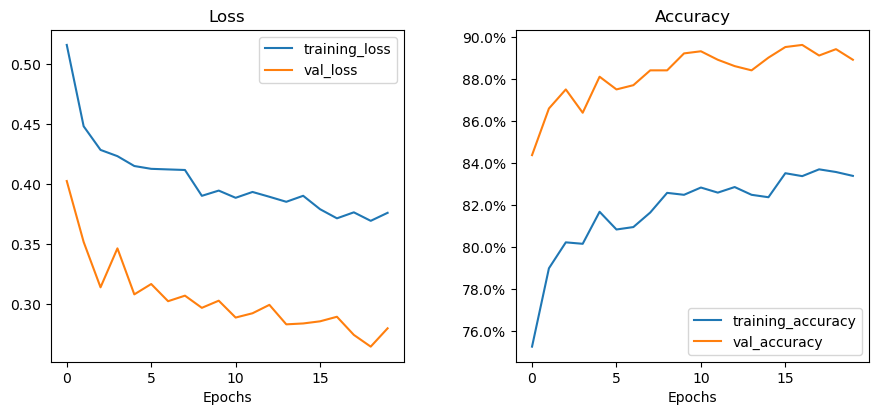 Loss
0.50
0.45
0.40
0.35
0.30
training_loss
val_loss
0
5
10
15
Epochs
Accuracy
90.0%
88.0%
86.0%
84.0%
82.0%
80.0%
78.0%
76.0%
training_accuracy
val_accuracy
0
5
10
15
Epochs